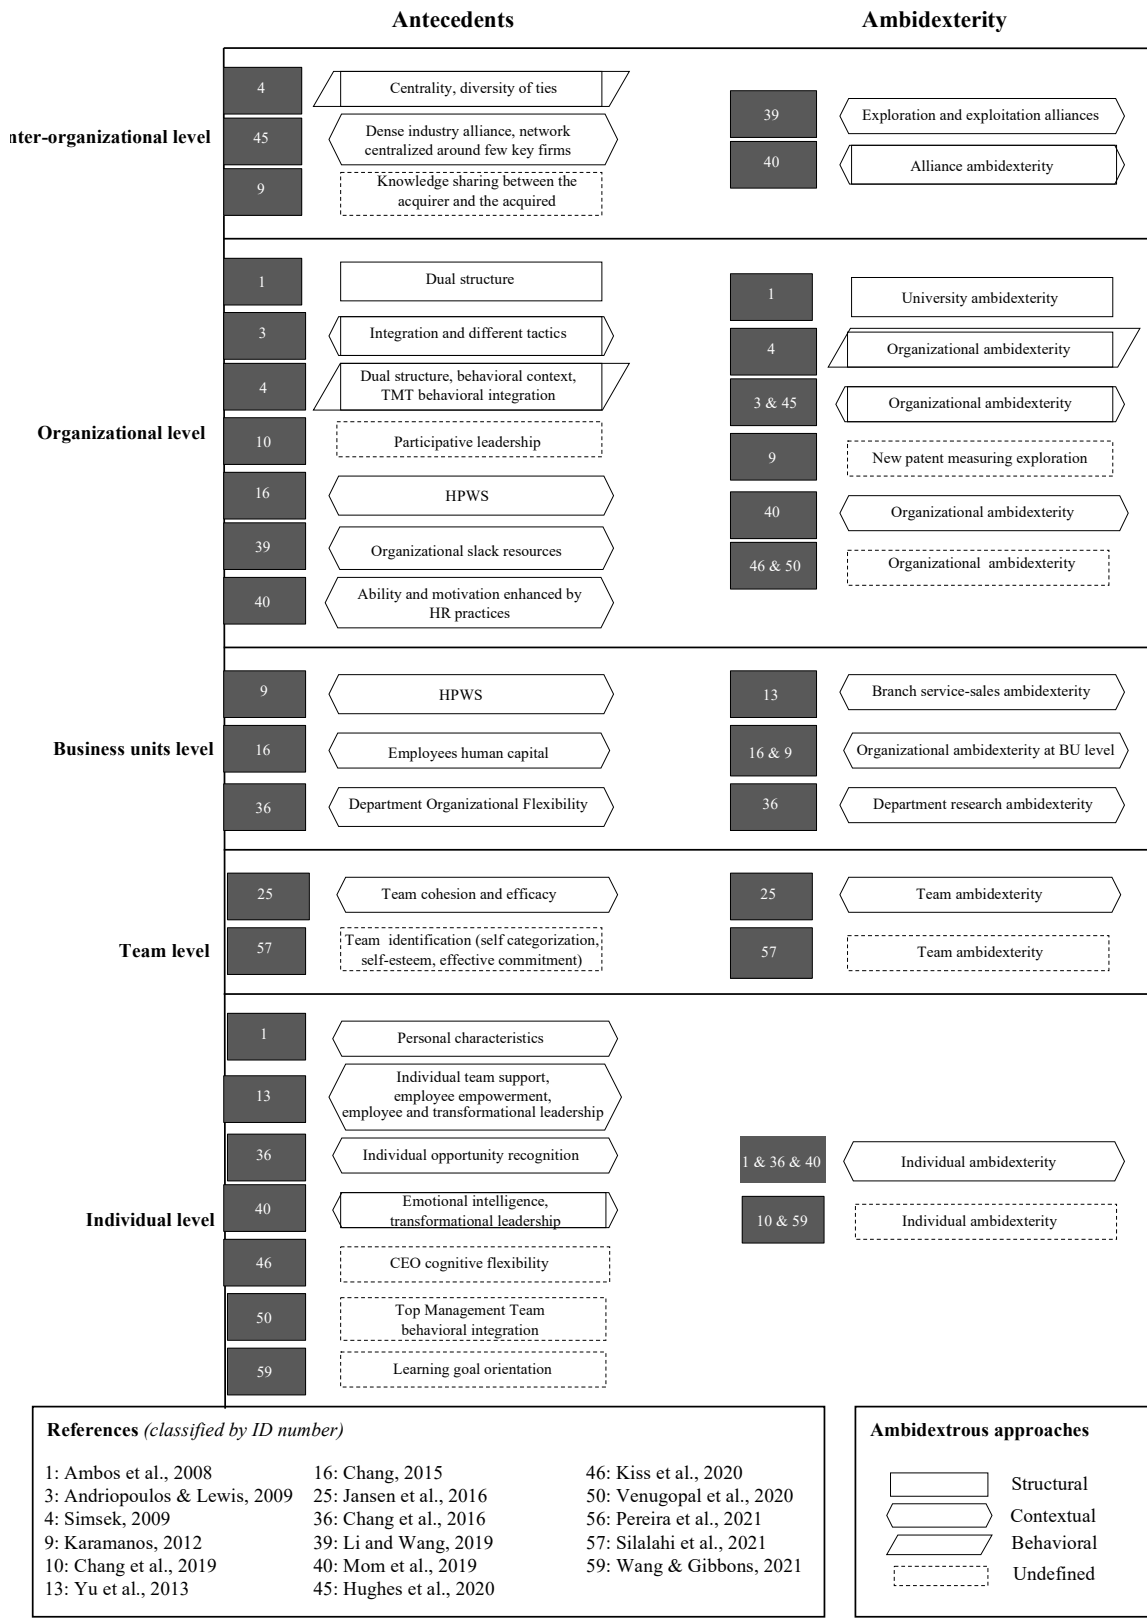 Antecedents
Ambidexterity
nter-organizational level
4
Centrality, diversity of ties
45
Dense industry alliance, network
centralized around few key firms
9
Knowledge sharing between the
acquirer and the acquired
39
Exploration and exploitation alliances
40
Alliance ambidexterity
Organizational level
1
Dual structure
3
Integration and different tactics
4
Dual structure, behavioral context,
TMT behavioral integration
10
Participative leadership
16
HPWS
39
Organizational slack resources
40
Ability and motivation enhanced by
HR practices
1
University ambidexterity
4
Organizational ambidexterity
3 & 45
Organizational ambidexterity
9
New patent measuring exploration
40
Organizational ambidexterity
46 & 50
Organizational ambidexterity
Business units level
9
HPWS
16
Employees human capital
36
Department Organizational Flexibility
13
Branch service-sales ambidexterity
16 & 9
Organizational ambidexterity at BU level
36
Department research ambidexterity
Team level
25
Team cohesion and efficacy
57
Team identification (self categorization,
self-esteem, effective commitment)
25
Team ambidexterity
57
Team ambidexterity
Individual level
1
Personal characteristics
13
Individual team support,
employee empowerment,
employee and transformational leadership
36
Individual opportunity recognition
40
Emotional intelligence,
transformational leadership
46
CEO cognitive flexibility
50
Top Management Team
behavioral integration
59
Learning goal orientation
1 & 36 & 40
Individual ambidexterity
10 & 59
Individual ambidexterity
References (classified by ID number)
1: Ambos et al., 2008
3: Andriopoulos & Lewis, 2009
4: Simsek, 2009
9: Karamanos, 2012
10: Chang et al., 2019
13: Yu et al., 2013
16: Chang, 2015
25: Jansen et al., 2016
36: Chang et al., 2016
39: Li and Wang, 2019
40: Mom et al., 2019
45: Hughes et al., 2020
46: Kiss et al., 2020
50: Venugopal et al., 2020
56: Pereira et al., 2021
57: Silalahi et al., 2021
59: Wang & Gibbons, 2021
Ambidextrous approaches
Structural
Contextual
Behavioral
Undefined